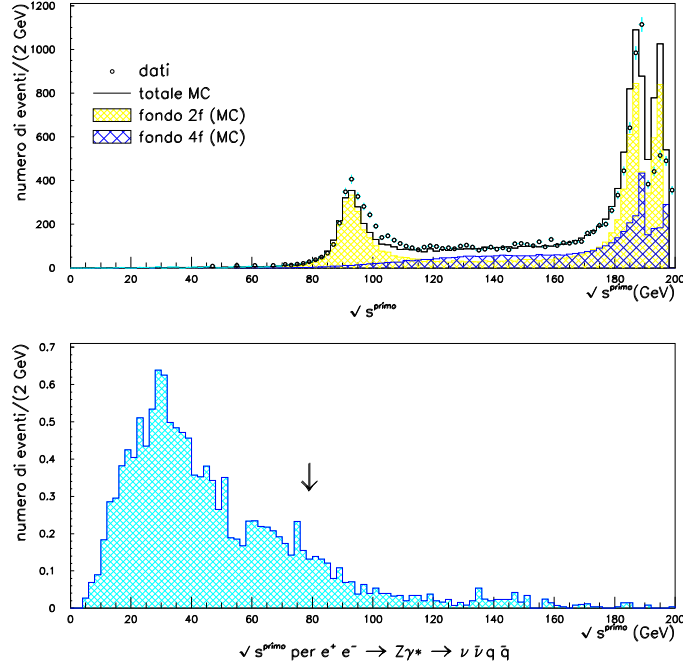 numero di eventi/(2 GeV)
1200
1000
800
600
400
200
0
dati
totale MC
fondo 2f (MC)
fondo 4f (MC)
0 20 40 60 80 100 120 140 160 180 200
√ s^primo (GeV)
√ s^primo
numero di eventi/(2 GeV)
0.7
0.6
0.5
0.4
0.3
0.2
0.1
0
0 20 40 60 80 100 120 140 160 180 200
√ s^primo (GeV)
√ s^primo per e⁺ e⁻ → Zγ* → ν ν̄ q q̄